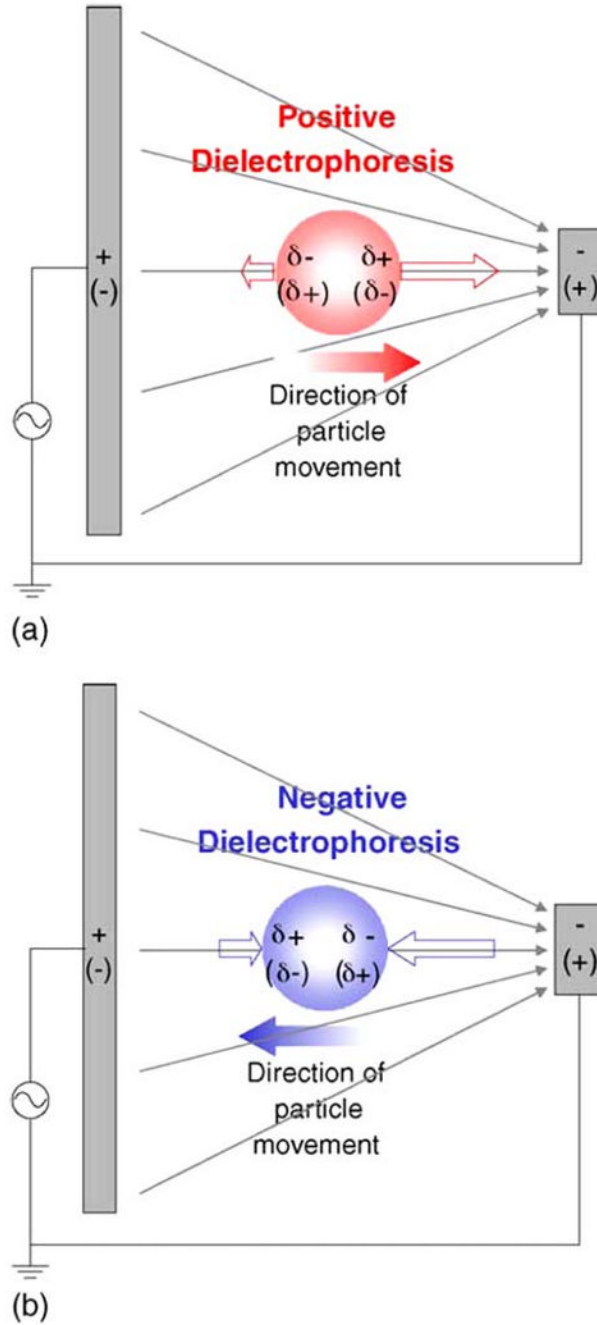 Positive
Dielectrophoresis
+
(-)
δ- δ+
(δ+) (δ-)
-
(+)
Direction of
particle
movement
(a)
Negative
Dielectrophoresis
+
(-)
δ+ δ -
(δ-) (δ+)
-
(+)
Direction of
particle
movement
(b)